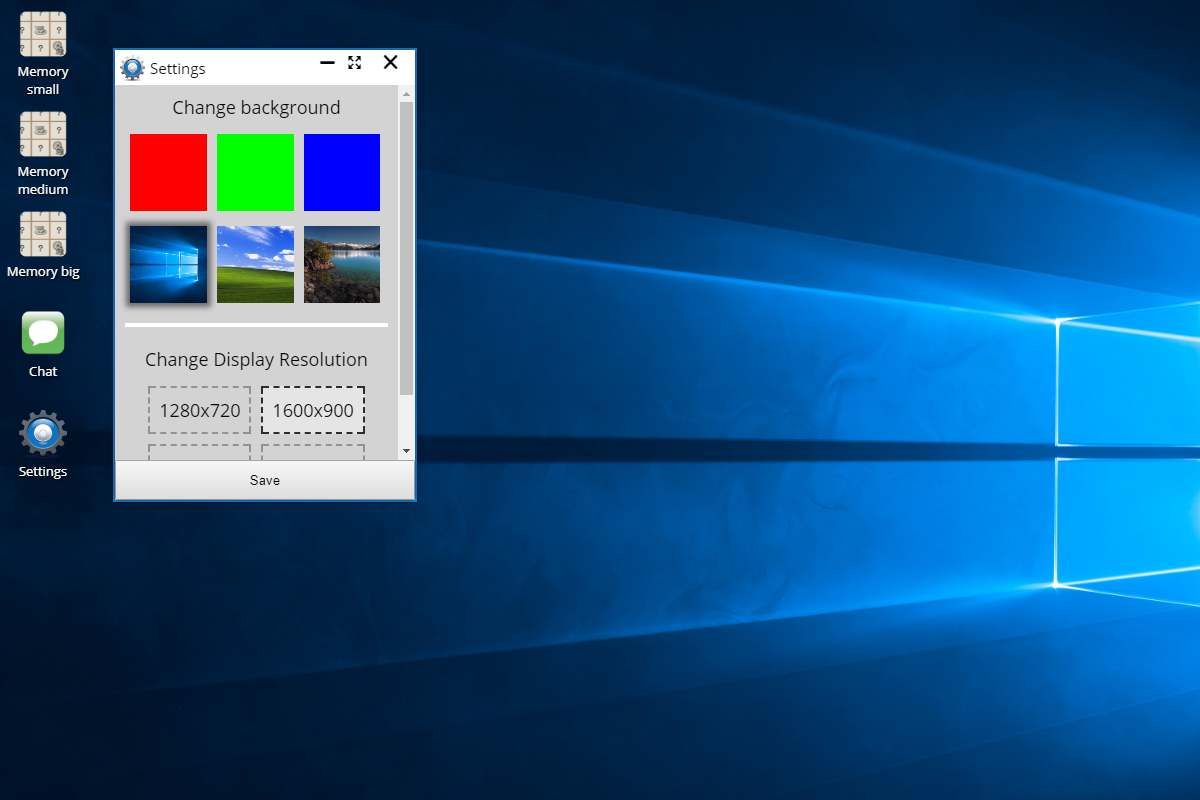 Memory
small
Memory
medium
Memory big
Chat
Settings
Settings
Change background
Change Display Resolution
1280x720
1600x900
Save